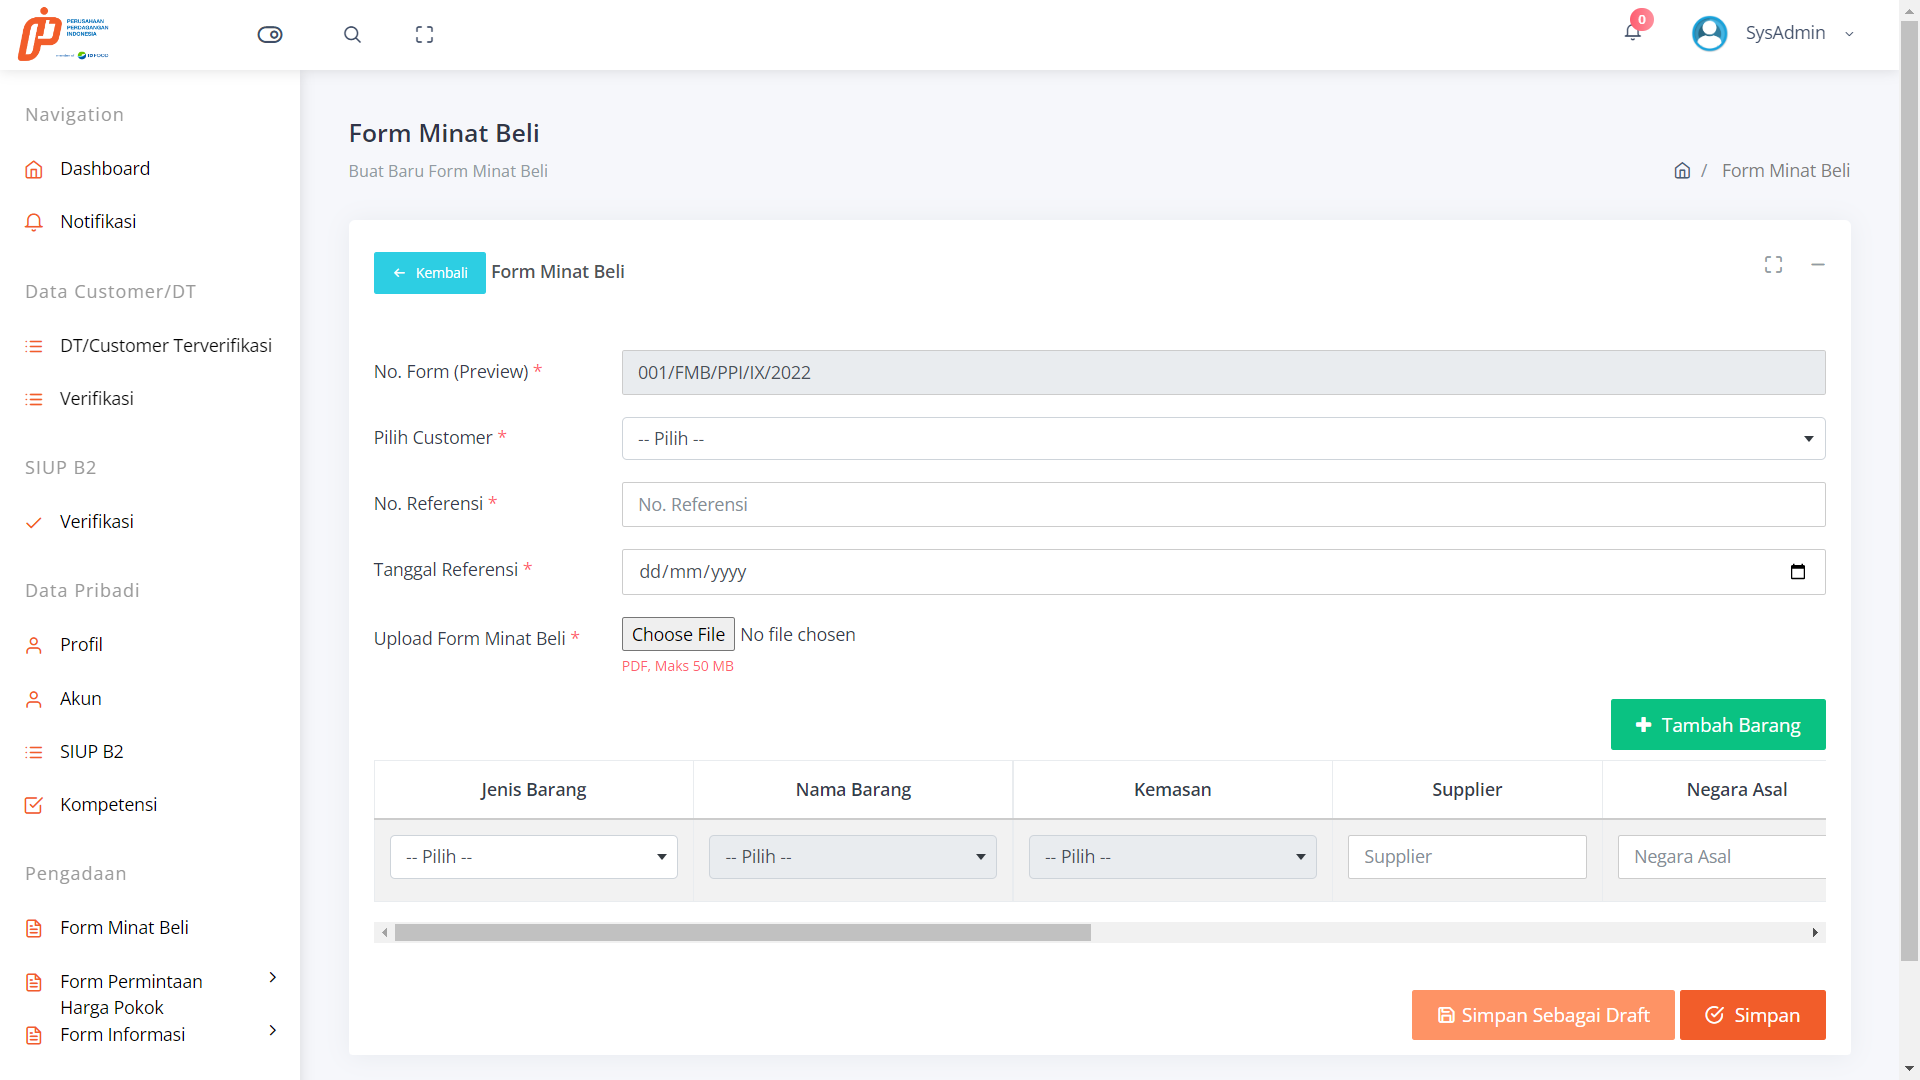 PERUSAHAAN
PERDAGANGAN
INDONESIA
0
SysAdmin
Navigation
Dashboard
Notifikasi
Data Customer/DT
DT/Customer Terverifikasi
Verifikasi
SIUP B2
Verifikasi
Data Pribadi
Profil
Akun
SIUP B2
Kompetensi
Pengadaan
Form Minat Beli
Form Permintaan
Harga Pokok
Form Informasi
Form Minat Beli
Buat Baru Form Minat Beli
/ Form Minat Beli
Kembali
Form Minat Beli
No. Form (Preview) *
001/FMB/PPI/IX/2022
Pilih Customer *
-- Pilih --
No. Referensi *
No. Referensi
Tanggal Referensi *
dd/mm/yyyy
Upload Form Minat Beli *
Choose File No file chosen
PDF, Maks 50 MB
Tambah Barang
Jenis Barang Nama Barang Kemasan Supplier Negara Asal
-- Pilih -- -- Pilih -- -- Pilih -- Supplier Negara Asal
Simpan Sebagai Draft
Simpan